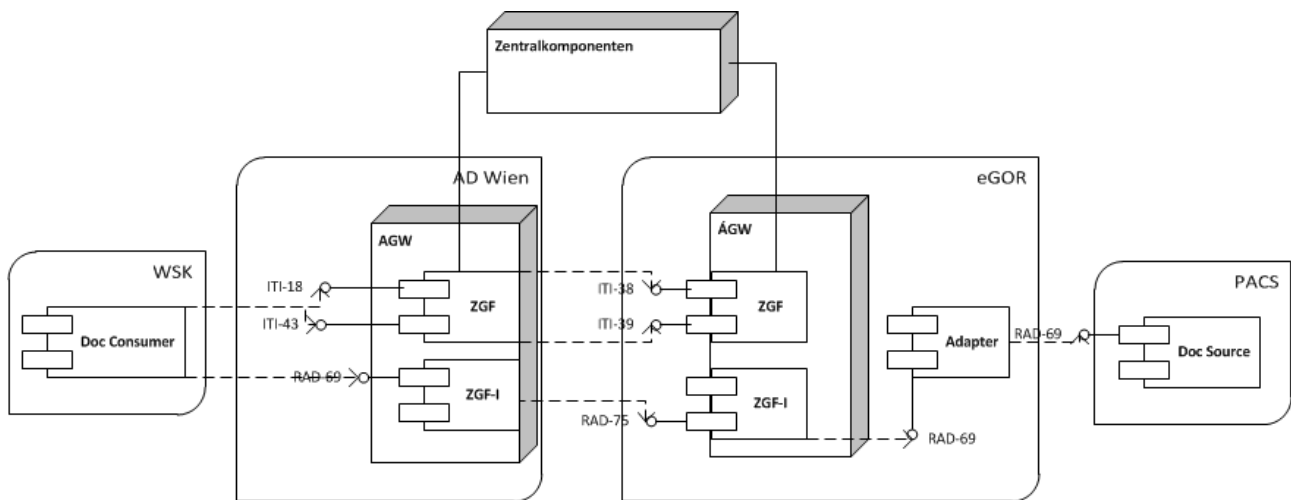 Zentralkomponenten
AD Wien
eGOR
AGW
ÁGW
WSK
PACS
ITI-18
ZGF
ITI-38
ZGF
ITI-43
ITI-39
Doc Consumer
Adapter
RAD-69
Doc Source
RAD-69
ZGF-I
ZGF-I
RAD-75
RAD-69